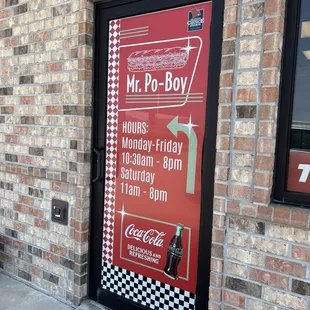 Mr. Po-Boy
HOURS:
Monday-Friday
10:30am - 8pm
Saturday
11am - 8pm
Coca-Cola
DELICIOUS AND
REFRESHING